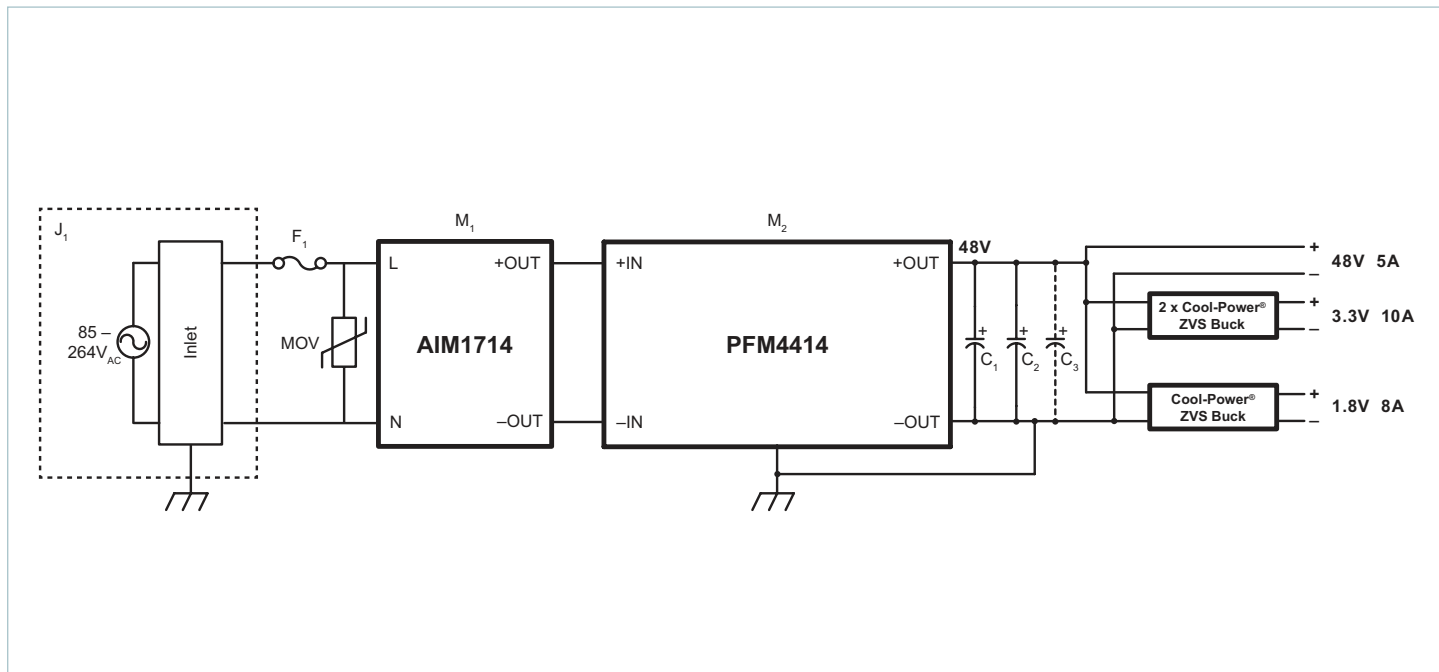 J1
85 –
264VAC
Inlet
F1
MOV
M1
L
N
+OUT
–OUT
AIM1714
M2
+IN
–IN
+OUT
–OUT
PFM4414
48V
+
C1
+
C2
+
C3
2 x Cool-Power®
ZVS Buck
Cool-Power®
ZVS Buck
+
–
48V 5A
+
–
3.3V 10A
+
–
1.8V 8A